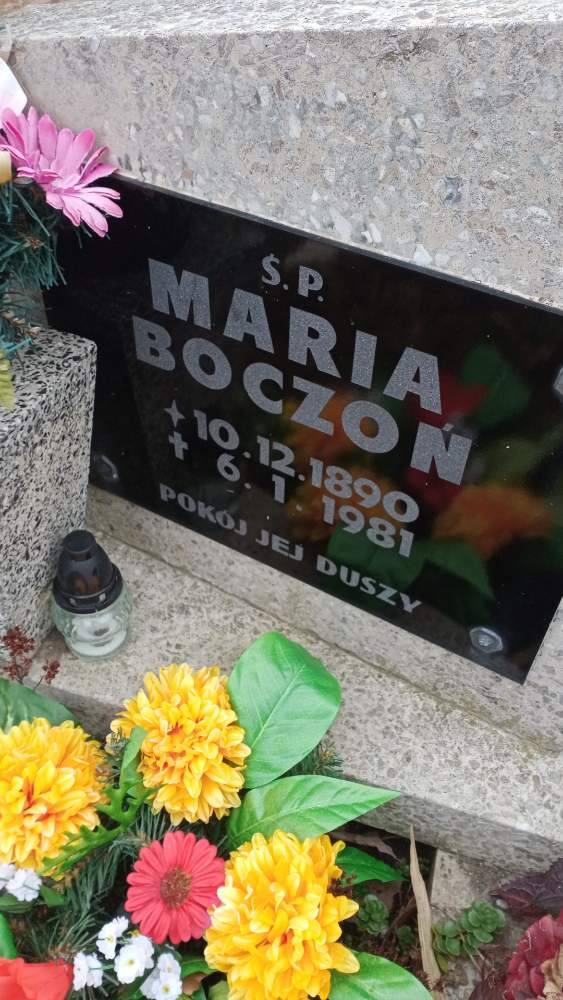 Ś.P.
MARIA
BOCZOŃ
10.12.1890
✝ 6. 1. 1981
POKÓJ JEJ DUSZY